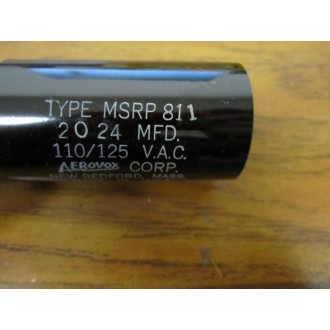 TYPE MSRP 811
20 24 MFD.
110/125 V.A.C.
AEROVOX CORP.
NEW BEDFORD, MASS.